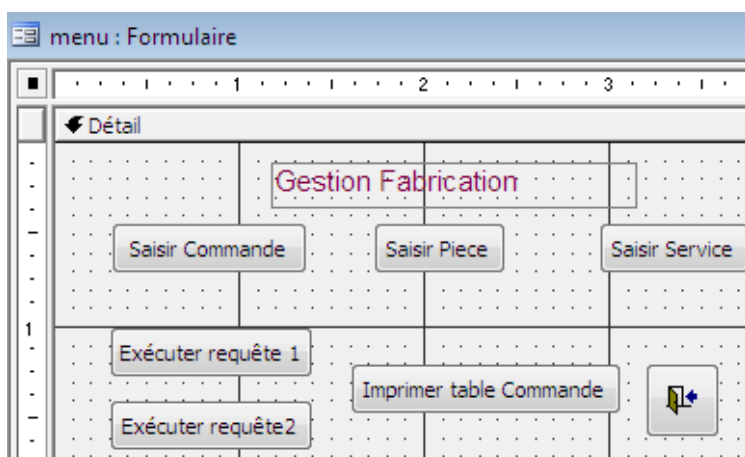 menu : Formulaire
1 2 3
Détail
Gestion Fabrication
Saisir Commande Saisir Piece Saisir Service
1
Exécuter requête 1
Imprimer table Commande
Exécuter requête2